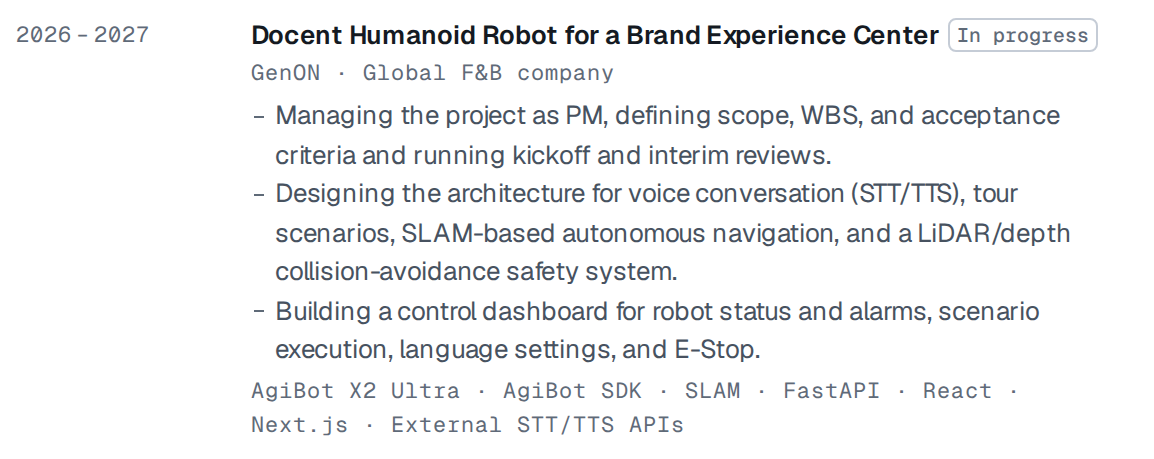 2026 – 2027
Docent Humanoid Robot for a Brand Experience Center In progress
GenON · Global F&B company
– Managing the project as PM, defining scope, WBS, and acceptance
criteria and running kickoff and interim reviews.
– Designing the architecture for voice conversation (STT/TTS), tour
scenarios, SLAM-based autonomous navigation, and a LiDAR/depth
collision-avoidance safety system.
– Building a control dashboard for robot status and alarms, scenario
execution, language settings, and E-Stop.
AgiBot X2 Ultra · AgiBot SDK · SLAM · FastAPI · React ·
Next.js · External STT/TTS APIs